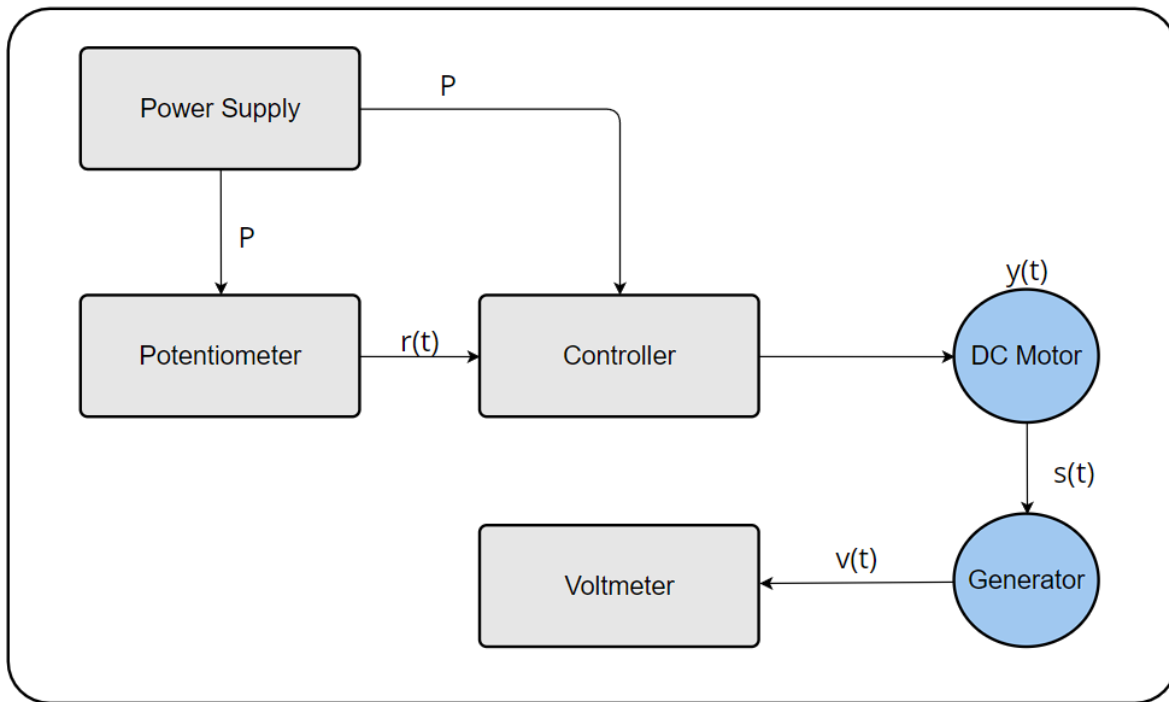 Power Supply
P
P
y(t)
Potentiometer
r(t)
Controller
DC Motor
s(t)
Voltmeter
v(t)
Generator